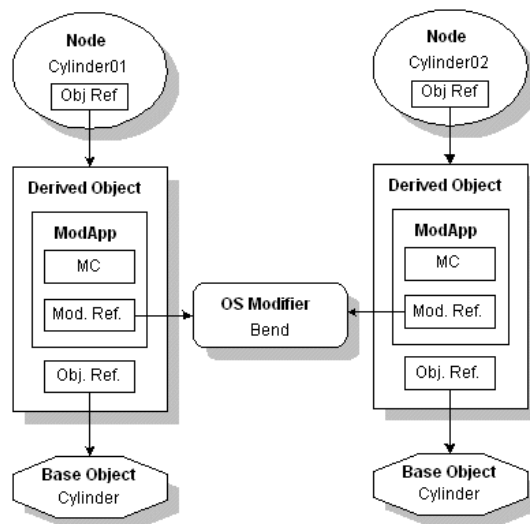 Node
Cylinder01
Obj Ref
Derived Object
ModApp
MC
Mod. Ref.
Obj. Ref.
Base Object
Cylinder
OS Modifier
Bend
Node
Cylinder02
Obj Ref
Derived Object
ModApp
MC
Mod. Ref.
Obj. Ref.
Base Object
Cylinder